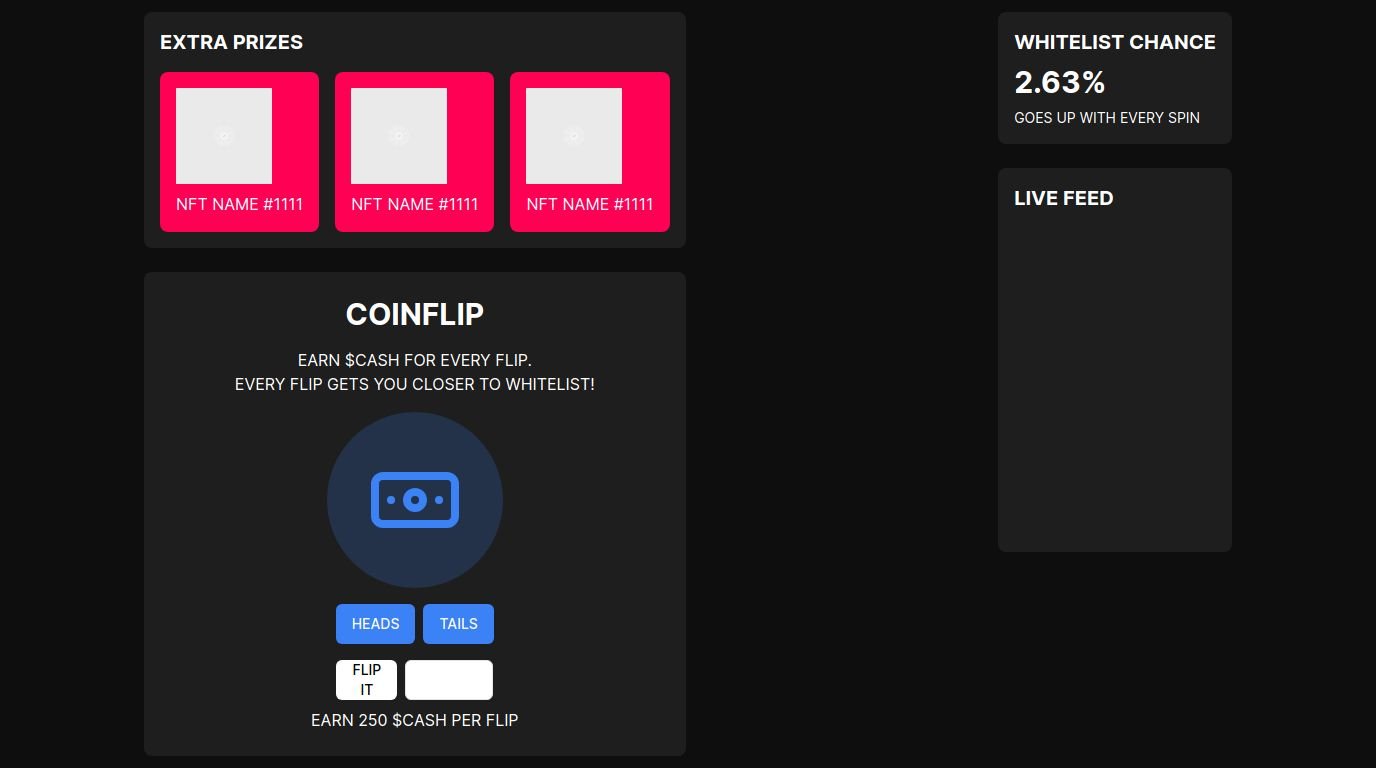 EXTRA PRIZES
NFT NAME #1111
NFT NAME #1111
NFT NAME #1111
COINFLIP
EARN $CASH FOR EVERY FLIP.
EVERY FLIP GETS YOU CLOSER TO WHITELIST!
HEADS
TAILS
FLIP
IT
EARN 250 $CASH PER FLIP
WHITELIST CHANCE
2.63%
GOES UP WITH EVERY SPIN
LIVE FEED